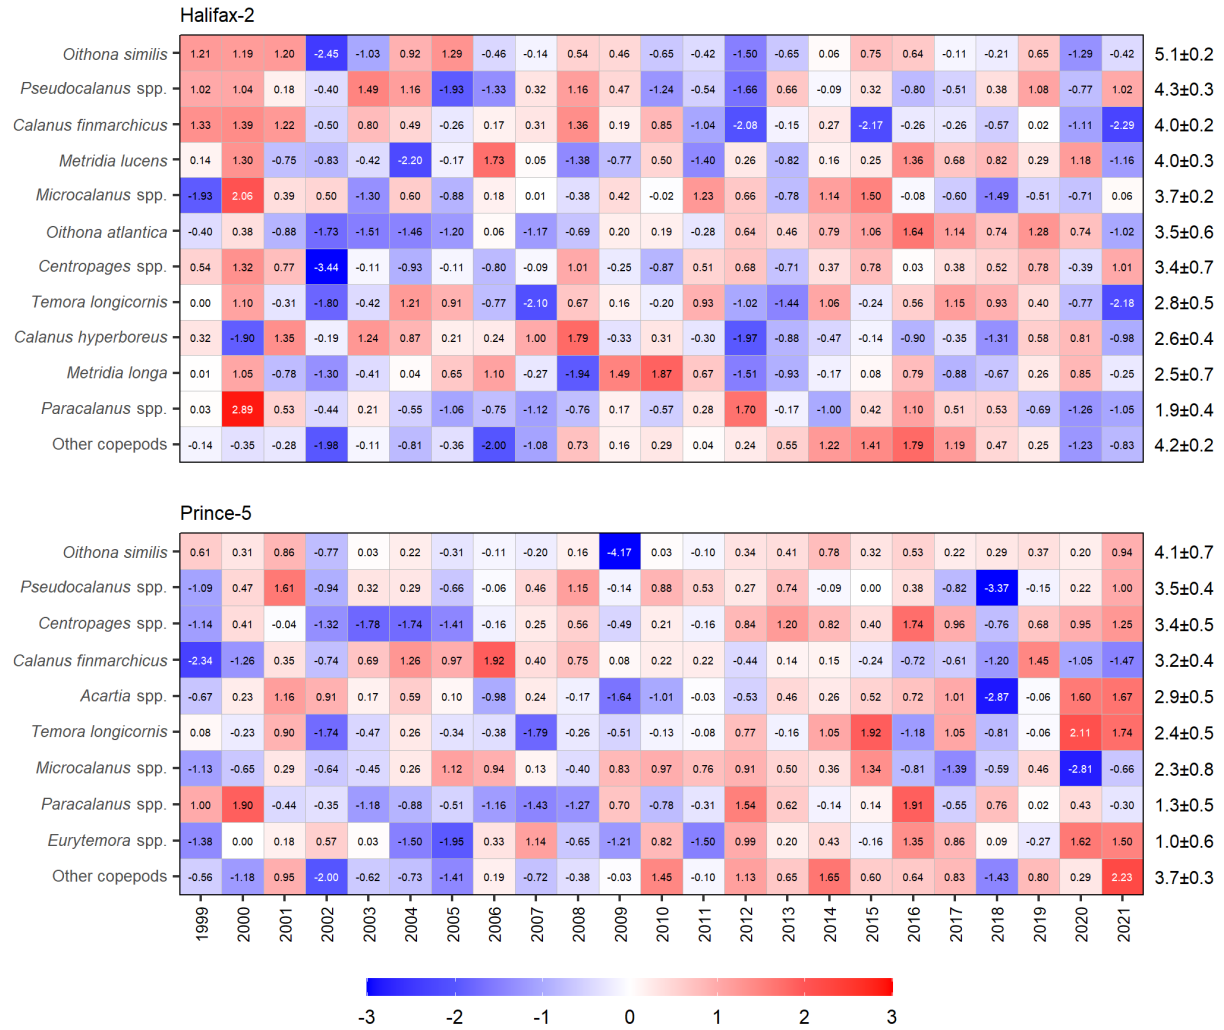 Halifax-2
Oithona similis 1.21 1.19 1.20 -2.45 -1.03 0.92 1.29 -0.46 -0.14 0.54 0.46 -0.65 -0.42 -1.50 -0.65 0.06 0.75 0.64 -0.11 -0.21 0.65 -1.29 -0.42 5.1±0.2
Pseudocalanus spp. 1.02 1.04 0.18 -0.40 1.49 1.16 -1.93 -1.33 0.32 1.16 0.47 -1.24 -0.54 -1.66 0.66 -0.09 0.32 -0.80 -0.51 0.38 1.08 -0.77 1.02 4.3±0.3
Calanus finmarchicus 1.33 1.39 1.22 -0.50 0.80 0.49 -0.26 0.17 0.31 1.36 0.19 0.85 -1.04 -2.08 -0.15 0.27 -2.17 -0.26 -0.26 -0.57 0.02 -1.11 -2.29 4.0±0.2
Metridia lucens 0.14 1.30 -0.75 -0.83 -0.42 -2.20 -0.17 1.73 0.05 -1.38 -0.77 0.50 -1.40 0.26 -0.82 0.16 0.25 1.36 0.68 0.82 0.29 1.18 -1.16 4.0±0.3
Microcalanus spp. -1.93 2.06 0.39 0.50 -1.30 0.60 -0.88 0.18 0.01 -0.38 0.42 -0.02 1.23 0.66 -0.78 1.14 1.50 -0.08 -0.60 -1.49 -0.51 -0.71 0.06 3.7±0.2
Oithona atlantica -0.40 0.38 -0.88 -1.73 -1.51 -1.46 -1.20 0.06 -1.17 -0.69 0.20 0.19 -0.28 0.64 0.46 0.79 1.06 1.64 1.14 0.74 1.28 0.74 -1.02 3.5±0.6
Centropages spp. 0.54 1.32 0.77 -3.44 -0.11 -0.93 -0.11 -0.80 -0.09 1.01 -0.25 -0.87 0.51 0.68 -0.71 0.37 0.78 0.03 0.38 0.52 0.78 -0.39 1.01 3.4±0.7
Temora longicornis 0.00 1.10 -0.31 -1.80 -0.42 1.21 0.91 -0.77 -2.10 0.67 0.16 -0.20 0.93 -1.02 -1.44 1.06 -0.24 0.56 1.15 0.93 0.40 -0.77 -2.18 2.8±0.5
Calanus hyperboreus 0.32 -1.90 1.35 -0.19 1.24 0.87 0.21 0.24 1.00 1.79 -0.33 0.31 -0.30 -1.97 -0.88 -0.47 -0.14 -0.90 -0.35 -1.31 0.58 0.81 -0.98 2.6±0.4
Metridia longa 0.01 1.05 -0.78 -1.30 -0.41 0.04 0.65 1.10 -0.27 -1.94 1.49 1.87 0.67 -1.51 -0.93 -0.17 0.08 0.79 -0.88 -0.67 0.26 0.85 -0.25 2.5±0.7
Paracalanus spp. 0.03 2.89 0.53 -0.44 0.21 -0.55 -1.06 -0.75 -1.12 -0.76 0.17 -0.57 0.28 1.70 -0.17 -1.00 0.42 1.10 0.51 0.53 -0.69 -1.26 -1.05 1.9±0.4
Other copepods -0.14 -0.35 -0.28 -1.98 -0.11 -0.81 -0.36 -2.00 -1.08 0.73 0.16 0.29 0.04 0.24 0.55 1.22 1.41 1.79 1.19 0.47 0.25 -1.23 -0.83 4.2±0.2
Prince-5
Oithona similis 0.61 0.31 0.86 -0.77 0.03 0.22 -0.31 -0.11 -0.20 0.16 -4.17 0.03 -0.10 0.34 0.41 0.78 0.32 0.53 0.22 0.29 0.37 0.20 0.94 4.1±0.7
Pseudocalanus spp. -1.09 0.47 1.61 -0.94 0.32 0.29 -0.66 -0.06 0.46 1.15 -0.14 0.88 0.53 0.27 0.74 -0.09 0.00 0.38 -0.82 -3.37 -0.15 0.22 1.00 3.5±0.4
Centropages spp. -1.14 0.41 -0.04 -1.32 -1.78 -1.74 -1.41 -0.16 0.25 0.56 -0.49 0.21 -0.16 0.84 1.20 0.82 0.40 1.74 0.96 -0.76 0.68 0.95 1.25 3.4±0.5
Calanus finmarchicus -2.34 -1.26 0.35 -0.74 0.69 1.26 0.97 1.92 0.40 0.75 0.08 0.22 0.22 -0.44 0.14 0.15 -0.24 -0.72 -0.61 -1.20 1.45 -1.05 -1.47 3.2±0.4
Acartia spp. -0.67 0.23 1.16 0.91 0.17 0.59 0.10 -0.98 0.24 -0.17 -1.64 -1.01 -0.03 -0.53 0.46 0.26 0.52 0.72 1.01 -2.87 -0.06 1.60 1.67 2.9±0.5
Temora longicornis 0.08 -0.23 0.90 -1.74 -0.47 0.26 -0.34 -0.38 -1.79 -0.26 -0.51 -0.13 -0.08 0.77 -0.16 1.05 1.92 -1.18 1.05 -0.81 -0.06 2.11 1.74 2.4±0.5
Microcalanus spp. -1.13 -0.65 0.29 -0.64 -0.45 0.26 1.12 0.94 0.13 -0.40 0.83 0.97 0.76 0.91 0.50 0.36 1.34 -0.81 -1.39 -0.59 0.46 -2.81 -0.66 2.3±0.8
Paracalanus spp. 1.00 1.90 -0.44 -0.35 -1.18 -0.88 -0.51 -1.16 -1.43 -1.27 0.70 -0.78 -0.31 1.54 0.62 -0.14 0.14 1.91 -0.55 0.76 0.02 0.43 -0.30 1.3±0.5
Eurytemora spp. -1.38 0.00 0.18 0.57 0.03 -1.50 -1.95 0.33 1.14 -0.65 -1.21 0.82 -1.50 0.99 0.20 0.43 -0.16 1.35 0.86 0.09 -0.27 1.62 1.50 1.0±0.6
Other copepods -0.56 -1.18 0.95 -2.00 -0.62 -0.73 -1.41 0.19 -0.72 -0.38 -0.03 1.45 -0.10 1.13 0.65 1.65 0.60 0.64 0.83 -1.43 0.80 0.29 2.23 3.7±0.3
1999 2000 2001 2002 2003 2004 2005 2006 2007 2008 2009 2010 2011 2012 2013 2014 2015 2016 2017 2018 2019 2020 2021
-3 -2 -1 0 1 2 3